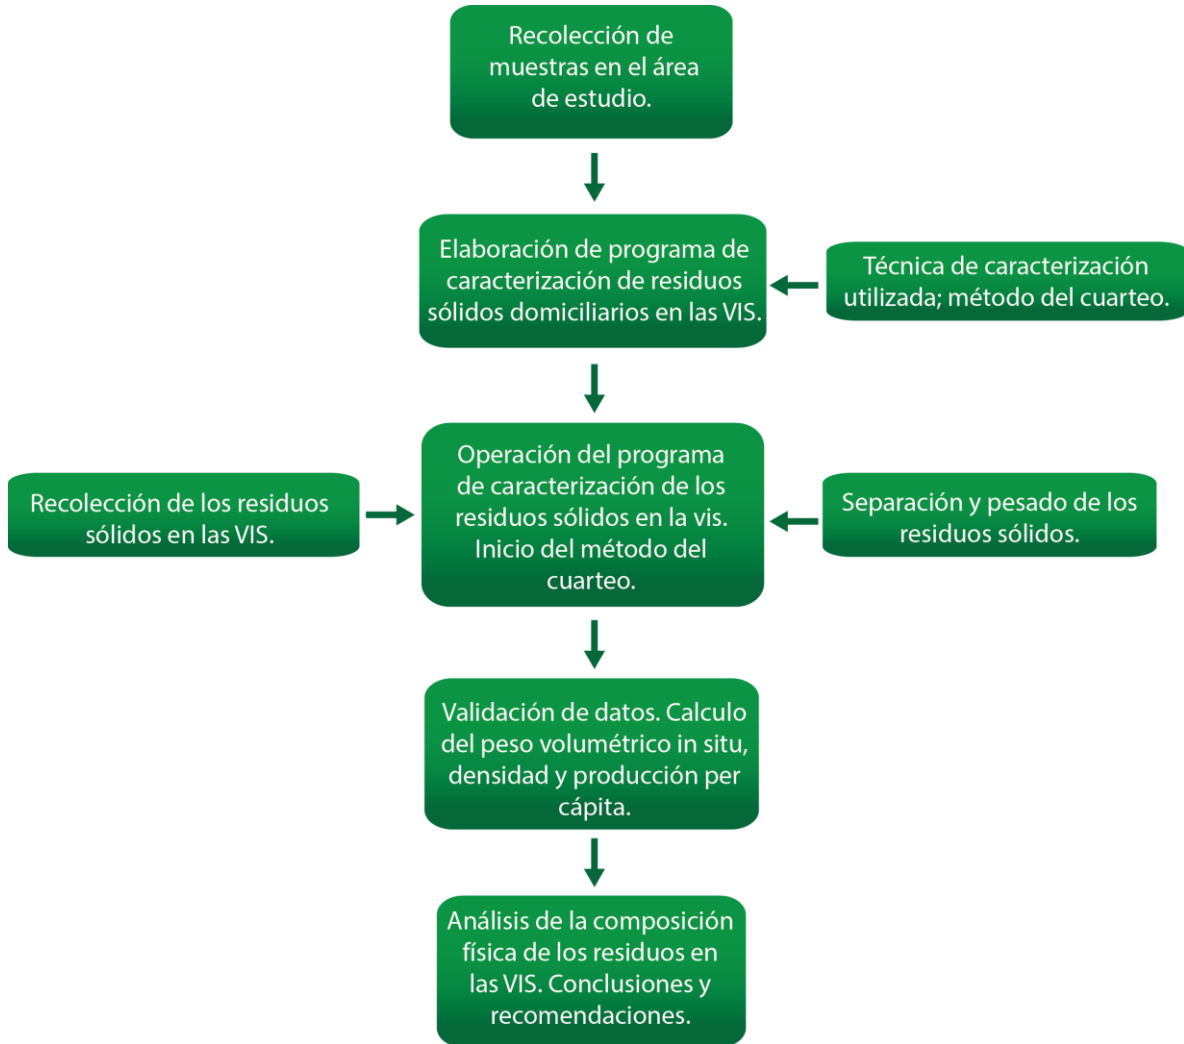 Recolección de
muestras en el área
de estudio.
Elaboración de programa de
caracterización de residuos
sólidos domiciliarios en las VIS.
Técnica de caracterización
utilizada; método del cuarteo.
Operación del programa
de caracterización de los
residuos sólidos en la vis.
Inicio del método del
cuarteo.
Recolección de los residuos
sólidos en las VIS.
Separación y pesado de los
residuos sólidos.
Validación de datos. Calculo
del peso volumétrico in situ,
densidad y producción per
cápita.
Análisis de la composición
física de los residuos en
las VIS. Conclusiones y
recomendaciones.